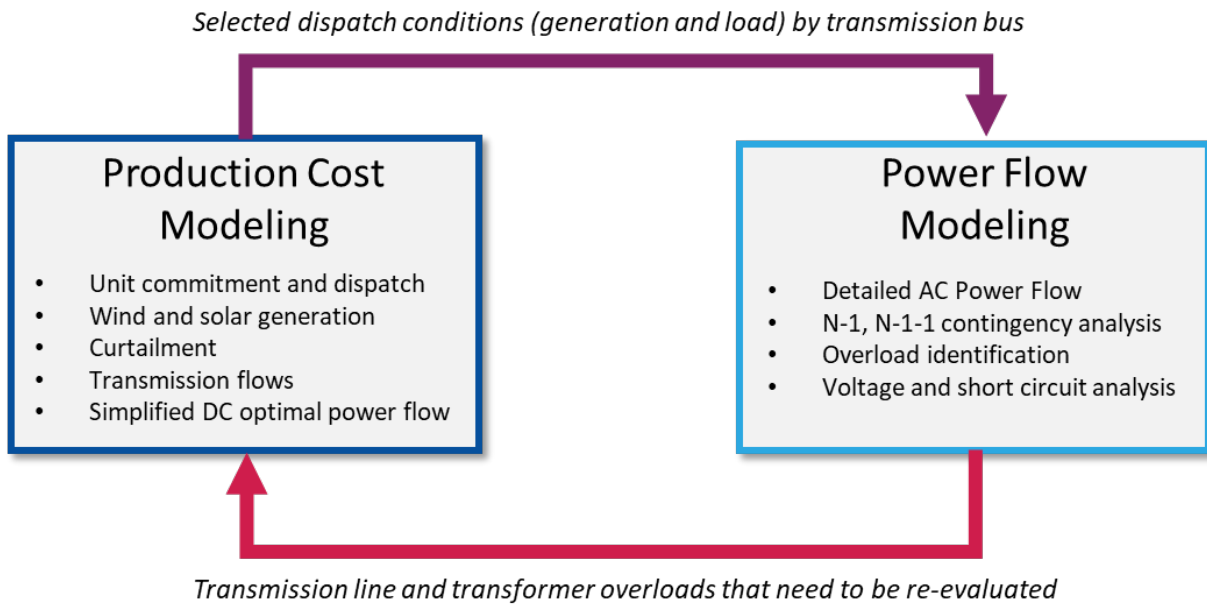 Selected dispatch conditions (generation and load) by transmission bus
Production Cost
Modeling
• Unit commitment and dispatch
• Wind and solar generation
• Curtailment
• Transmission flows
• Simplified DC optimal power flow
Power Flow
Modeling
• Detailed AC Power Flow
• N-1, N-1-1 contingency analysis
• Overload identification
• Voltage and short circuit analysis
Transmission line and transformer overloads that need to be re-evaluated